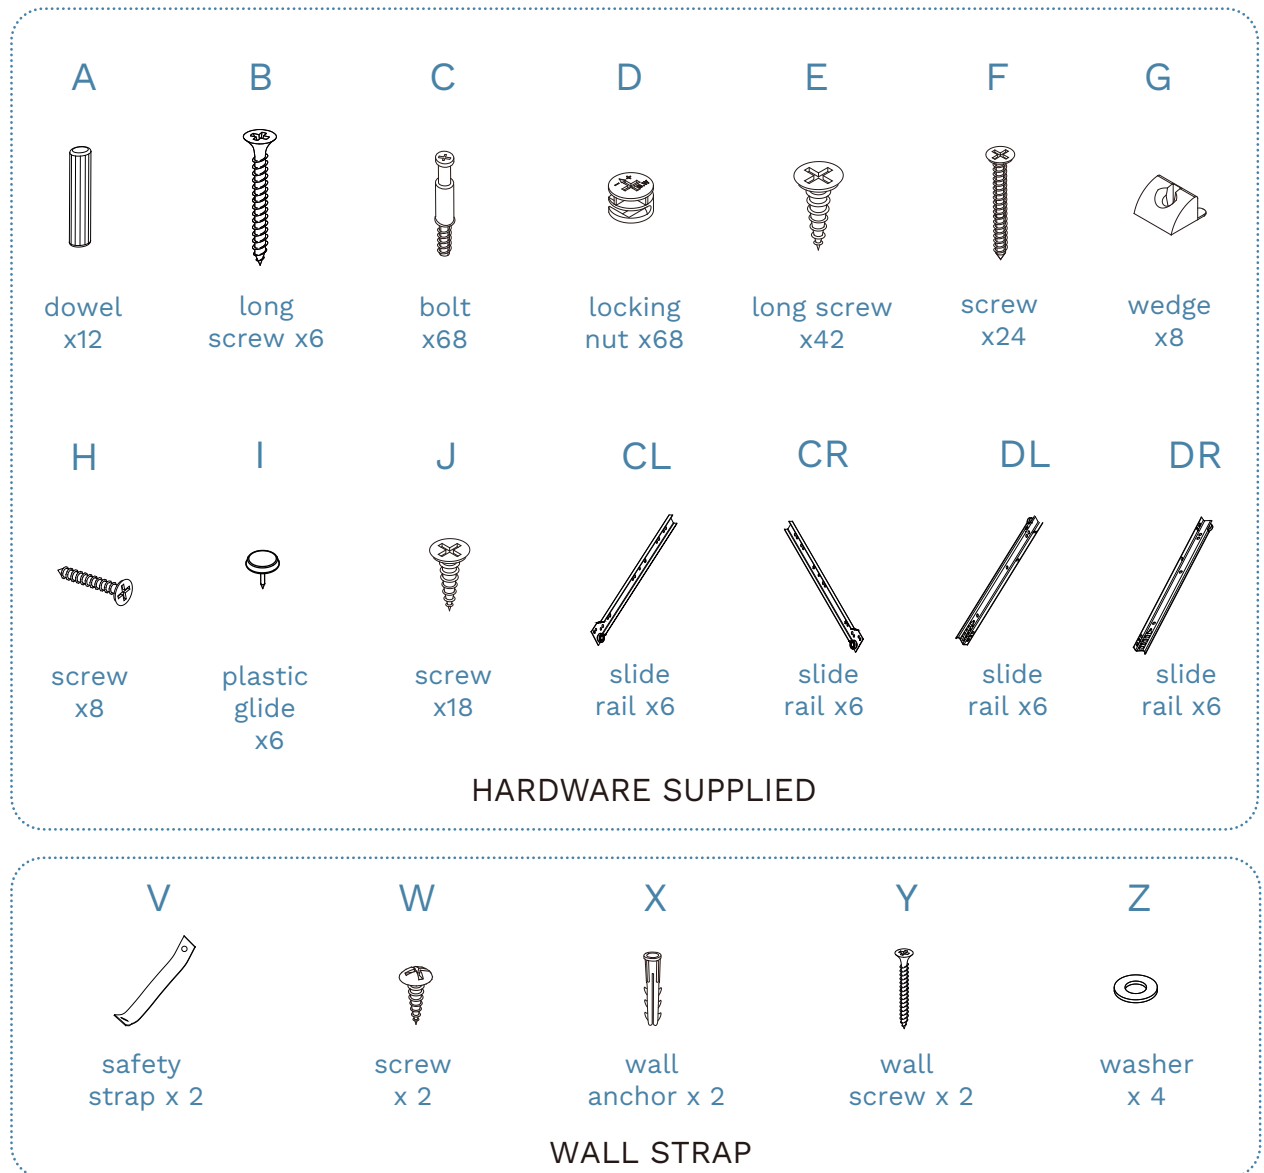 A B C D E F G
dowel
x12
long
screw x6
bolt
x68
locking
nut x68
long screw
x42
screw
x24
wedge
x8
H I J CL CR DL DR
screw
x8
plastic
glide
x6
screw
x18
slide
rail x6
slide
rail x6
slide
rail x6
slide
rail x6
HARDWARE SUPPLIED
V W X Y Z
safety
strap x 2
screw
x 2
wall
anchor x 2
wall
screw x 2
washer
x 4
WALL STRAP